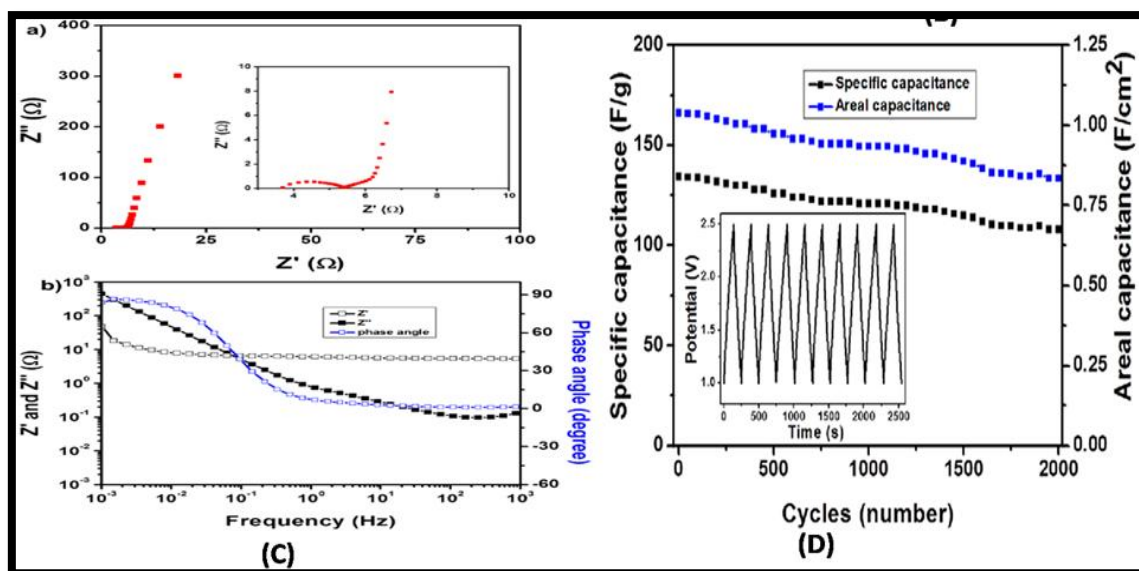 a)
400
300
200
100
0
Z'' (Ω)
0 25 50 75 100
Z' (Ω)
10
8
6
4
2
0
Z'' (Ω)
4 6 8 10
Z' (Ω)
b)
10³
10²
10¹
10⁰
10⁻¹
10⁻²
10⁻³
Z' and Z'' (Ω)
Z'
Z''
phase angle
90
60
30
0
-30
-60
Phase angle (degree)
10⁻³ 10⁻² 10⁻¹ 10⁰ 10¹ 10² 10³
Frequency (Hz)
(C)
200
150
100
50
0
Specific capacitance (F/g)
Specific capacitance
Areal capacitance
1.25
1.00
0.75
0.50
0.25
0.00
Areal capacitance (F/cm²)
2.5
2.0
1.5
1.0
Potential (V)
0 500 1000 1500 2000 2500
Time (s)
0 500 1000 1500 2000
Cycles (number)
(D)